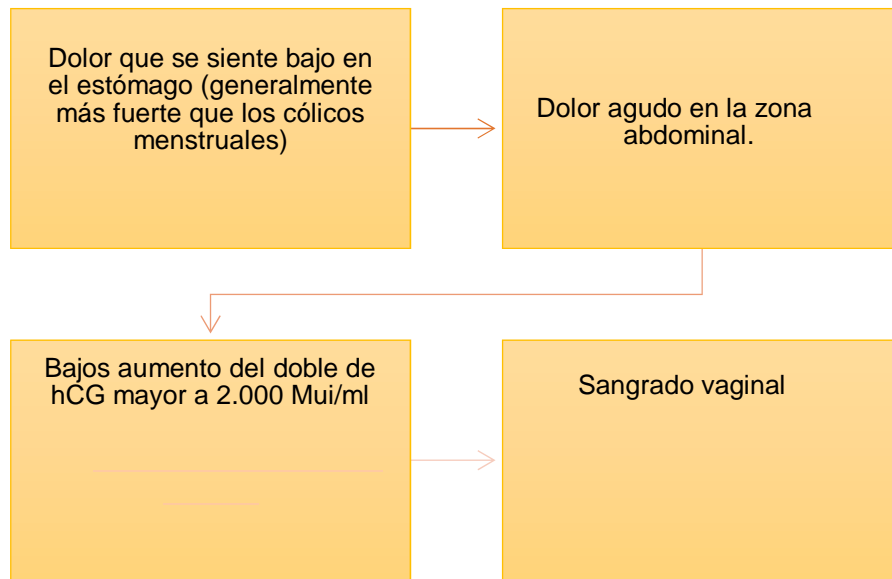 Dolor que se siente bajo en
el estómago (generalmente
más fuerte que los cólicos
menstruales)
Dolor agudo en la zona
abdominal.
Bajos aumento del doble de
hCG mayor a 2.000 Mui/ml
Sangrado vaginal